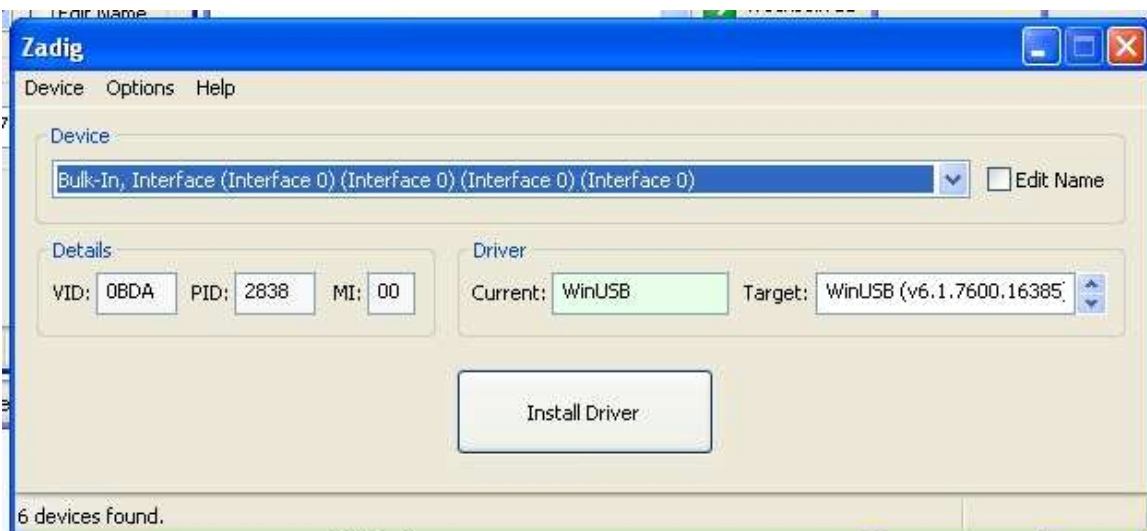 Edit Name
Zadig
Device Options Help
Device
Bulk-In, Interface (Interface 0) (Interface 0) (Interface 0) (Interface 0)
Edit Name
Details
Driver
VID: 0BDA PID: 2838 MI: 00 Current: WinUSB Target: WinUSB (v6.1.7600.16385)
Install Driver
6 devices found.